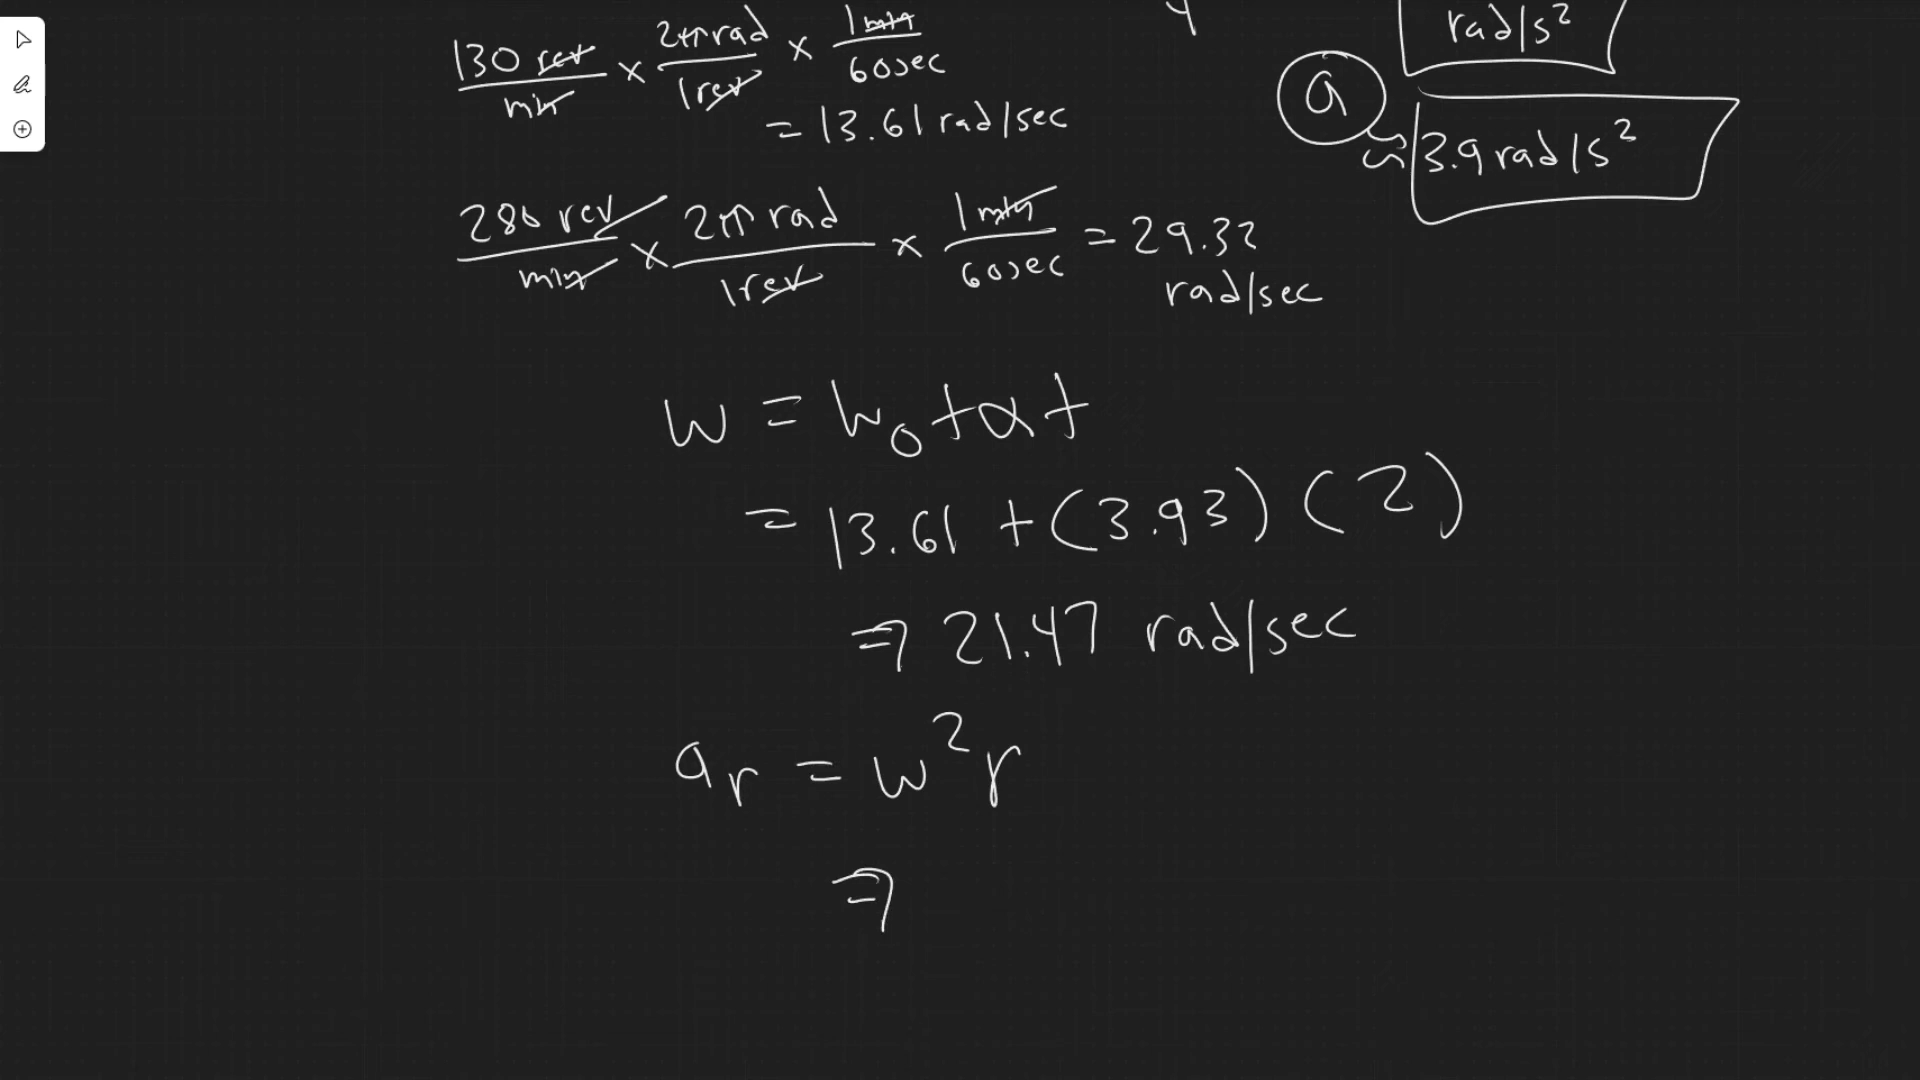 130 rev/min × 2π rad/1 rev × 1 min/60 sec
= 13.61 rad/sec
rad/s²
a
≈ 3.9 rad/s²
280 rev/min × 2π rad/1 rev × 1 min/60 sec = 29.32
rad/sec
w = w₀ + αt
= 13.61 + (3.93)(2)
⇒ 21.47 rad/sec
aᵣ = w²r
⇒